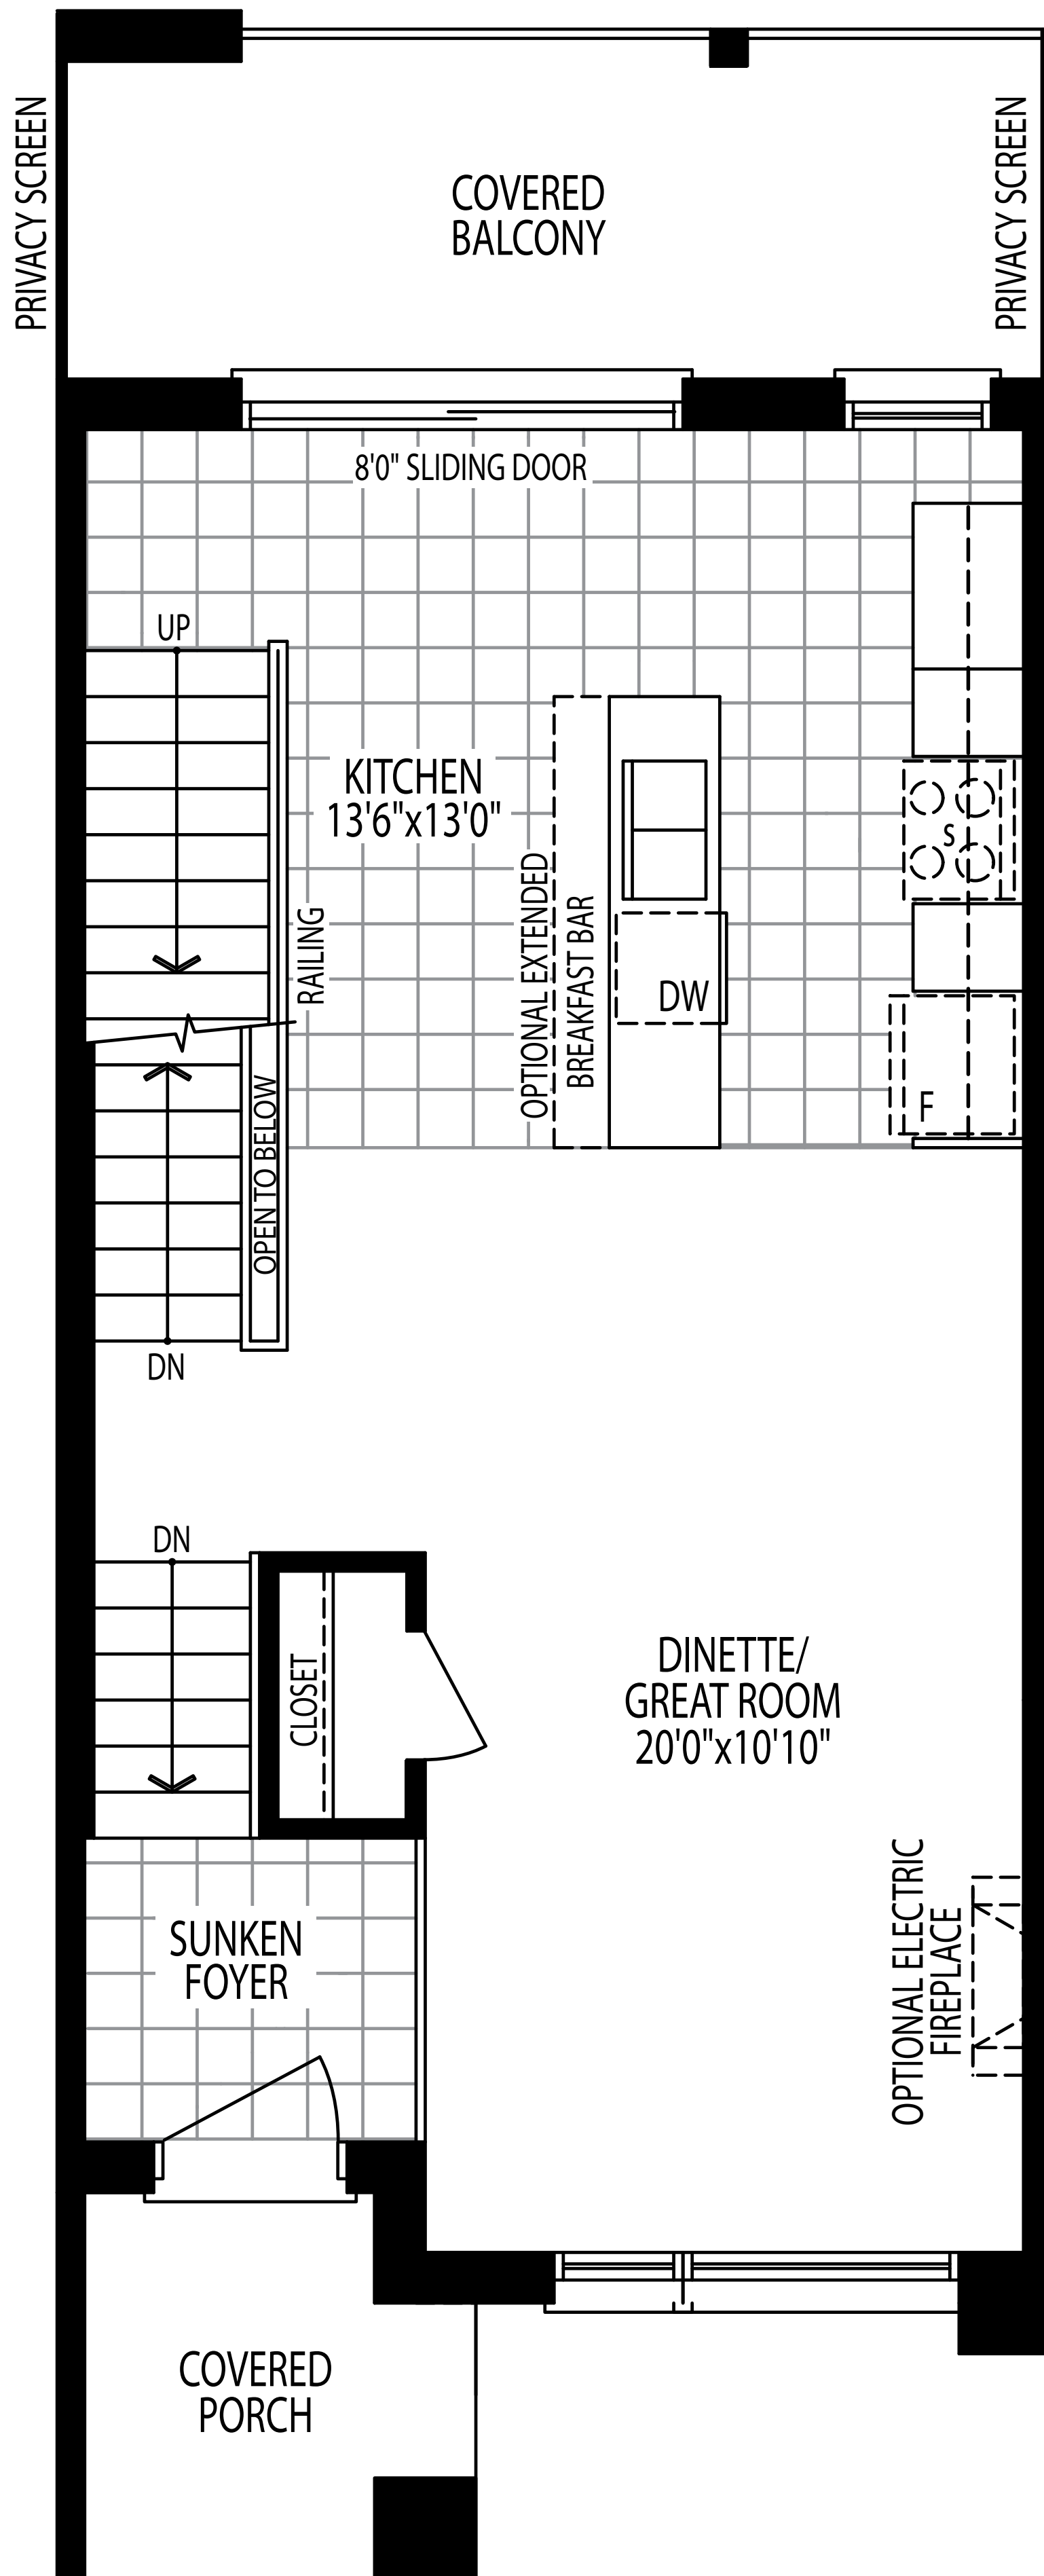 PRIVACY SCREEN
PRIVACY SCREEN
COVERED
BALCONY
8'0" SLIDING DOOR
UP
KITCHEN
13'6"x13'0"
S
RAILING
OPTIONAL EXTENDED
BREAKFAST BAR
DW
F
OPEN TO BELOW
DN
DN
CLOSET
DINETTE/
GREAT ROOM
20'0"x10'10"
OPTIONAL ELECTRIC
FIREPLACE
SUNKEN
FOYER
COVERED
PORCH